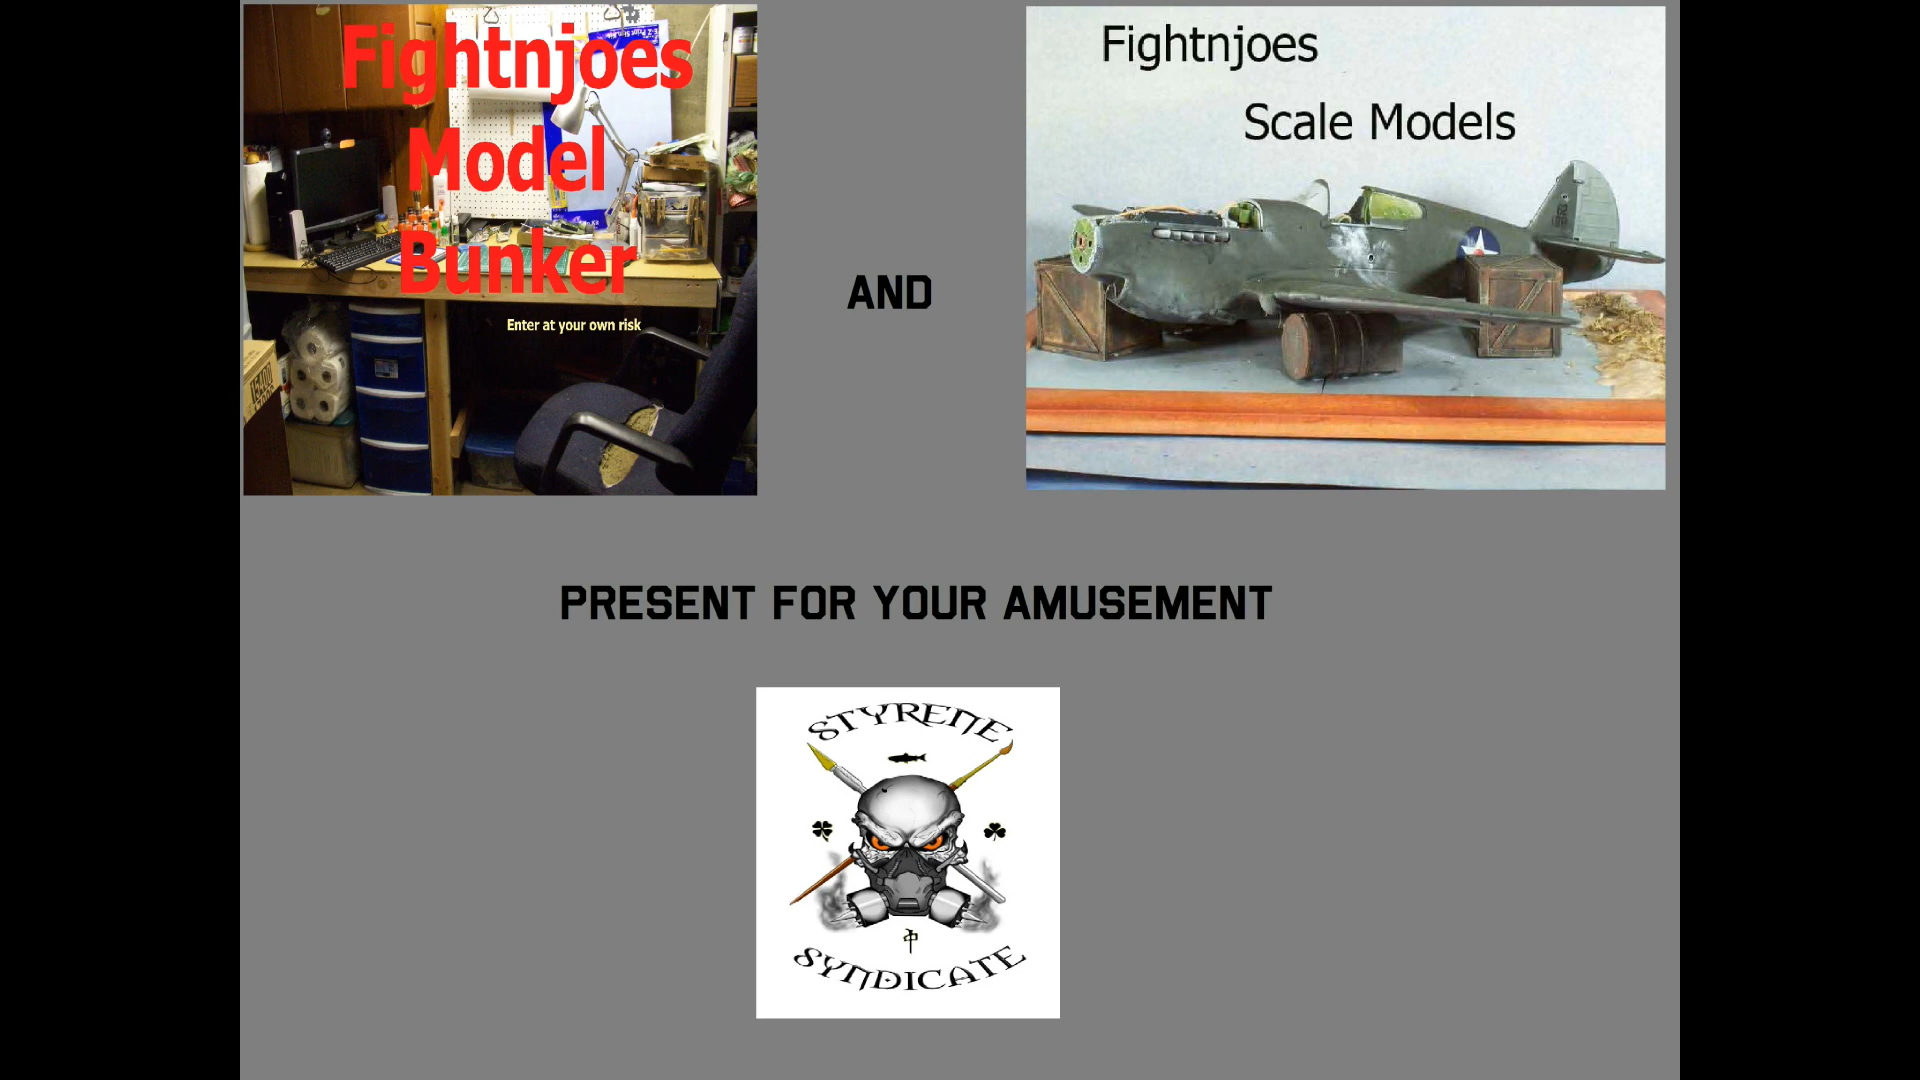 Fightnjoes
Model
Bunker
Enter at your own risk
AND
Fightnjoes
Scale Models
PRESENT FOR YOUR AMUSEMENT
STYRENE
SYNDICATE